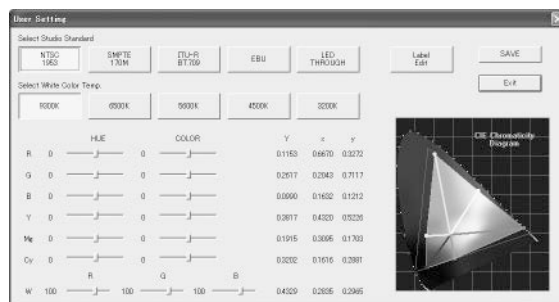 User Setting
Select Studio Standard
NTSC 1953 SMPTE 170M ITU-R BT.709 EBU LED THROUGH Label Edit SAVE
Exit
Select White Color Temp.
9300K 6500K 5600K 4500K 3200K
HUE COLOR Y x y
R 0 0 0.1153 0.6670 0.3272
G 0 0 0.2617 0.2043 0.7117
B 0 0 0.1632 0.1212
Y 0 0 0.3817 0.4320 0.5226
Mg 0 0 0.1915 0.3095 0.1703
Cy 0 0 0.3202 0.1616 0.2881
R G B
W 100 100 100 0.4329 0.2835 0.2985
CIE Chromaticity
Diagram